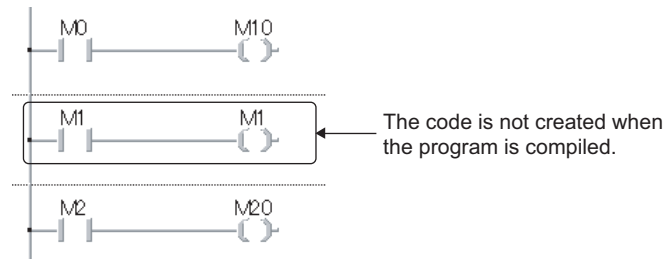 M0 M10
M1 M1
The code is not created when
the program is compiled.
M2 M20